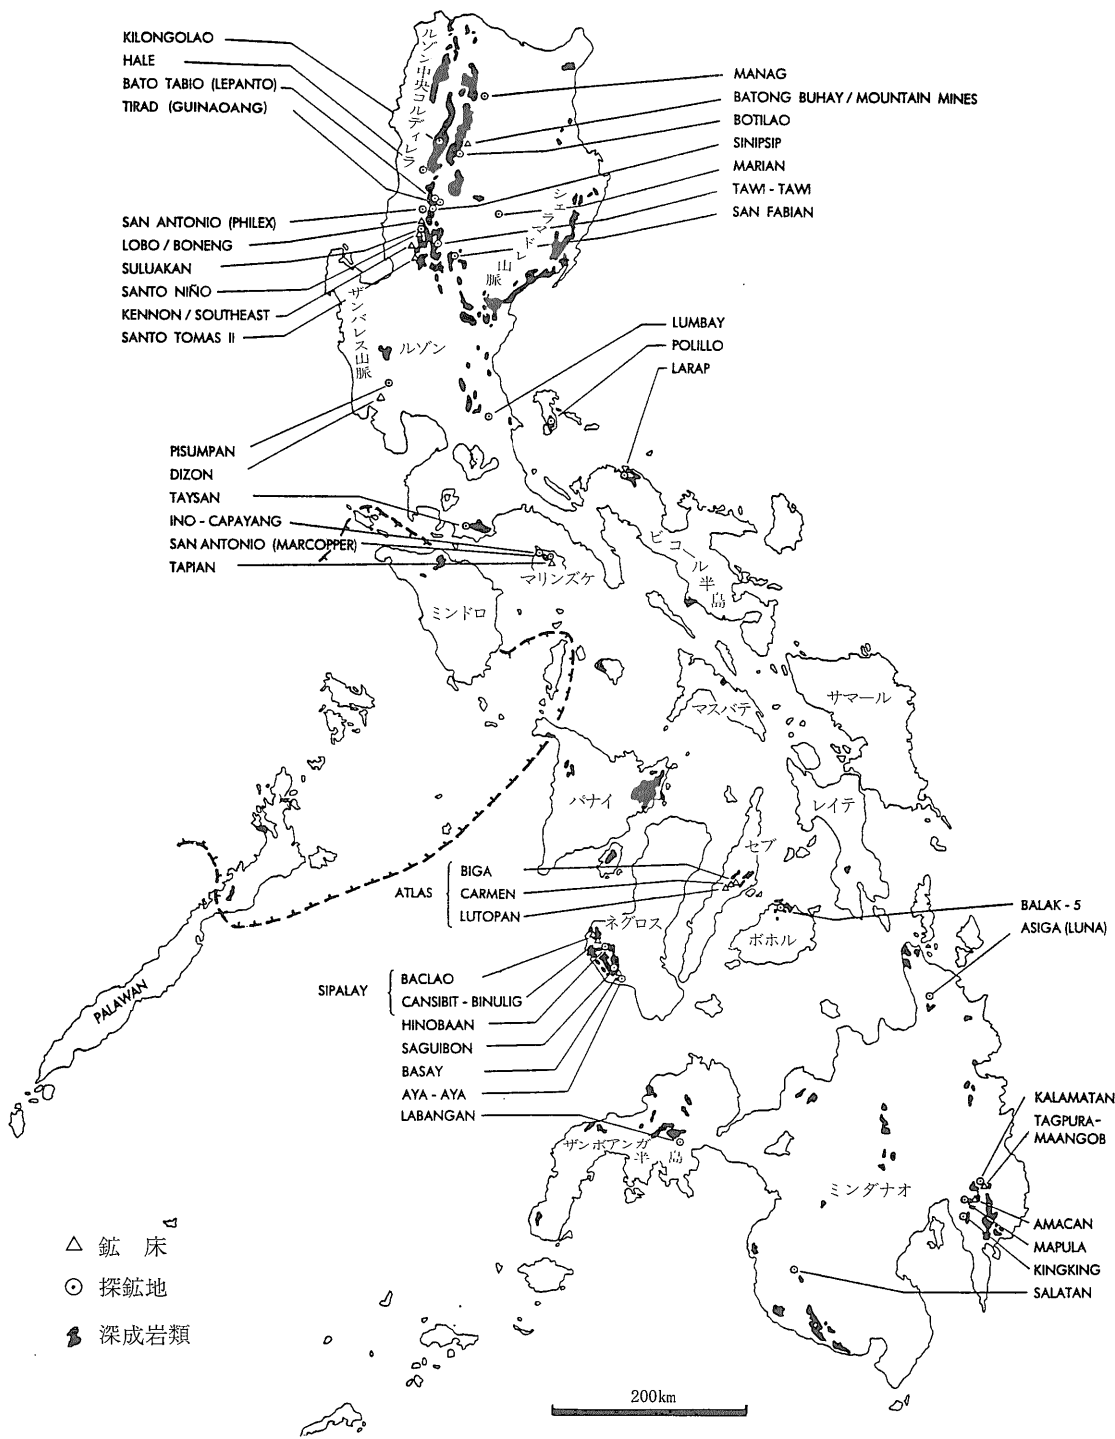 KILONGOLAO
HALE
BATO TABIO (LEPANTO)
TIRAD (GUINAOANG)
SAN ANTONIO (PHILEX)
LOBO / BONENG
SULUAKAN
SANTO NIÑO
KENNON / SOUTHEAST
SANTO TOMAS II
ルソン中央コルディレラ
MANAG
BATONG BUHAY / MOUNTAIN MINES
BOTILAO
SINIPSIP
MARIAN
TAWI - TAWI
SAN FABIAN
シェラマドレ山脈
ザンバレス山脈
ルソン
LUMBAY
POLILLO
LARAP
PISUMPAN
DIZON
TAYSAN
INO - CAPAYANG
SAN ANTONIO (MARCOPPER)
TAPIAN
マリンズケ
ミンドロ
ビコール半島
マスバテ
サマール
パナイ
レイテ
セブ
ATLAS
BIGA
CARMEN
LUTOPAN
ネグロス
ボホル
BALAK - 5
ASIGA (LUNA)
PALAWAN
SIPALAY
BACLAO
CANSIBIT - BINULIG
HINOBAAN
SAGUIBON
BASAY
AYA - AYA
LABANGAN
ザンボアンガ半島
ミンダナオ
KALAMATAN
TAGPURA-
MAANGOB
AMACAN
MAPULA
KINGKING
SALATAN
鉱床
探鉱地
深成岩類
200km